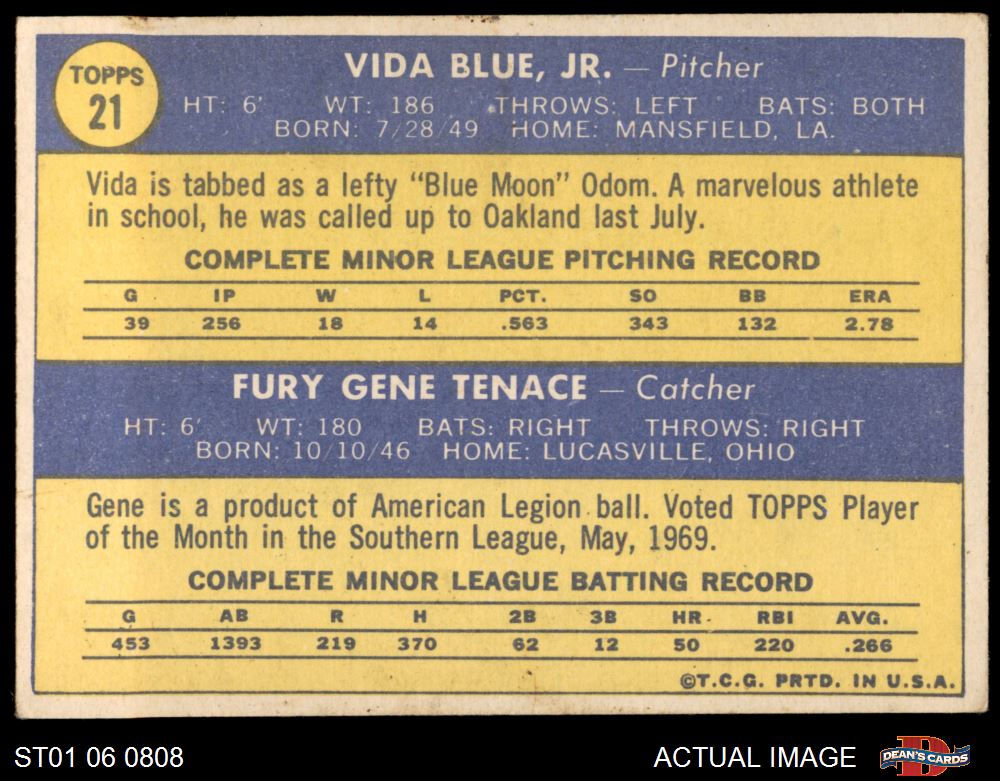 TOPPS
21
VIDA BLUE, JR. — Pitcher
HT: 6' WT: 186 THROWS: LEFT BATS: BOTH
BORN: 7/28/49 HOME: MANSFIELD, LA.
Vida is tabbed as a lefty “Blue Moon” Odom. A marvelous athlete
in school, he was called up to Oakland last July.
COMPLETE MINOR LEAGUE PITCHING RECORD
G IP W L PCT. SO BB ERA
39 256 18 14 .563 343 132 2.78
FURY GENE TENACE — Catcher
HT: 6' WT: 180 BATS: RIGHT THROWS: RIGHT
BORN: 10/10/46 HOME: LUCASVILLE, OHIO
Gene is a product of American Legion ball. Voted TOPPS Player
of the Month in the Southern League, May, 1969.
COMPLETE MINOR LEAGUE BATTING RECORD
G AB R H 2B 3B HR RBI AVG.
453 1393 219 370 62 12 50 220 .266
©T.C.G. PRTD. IN U.S.A.
ST01 06 0808
ACTUAL IMAGE
D
DEAN'S CARDS